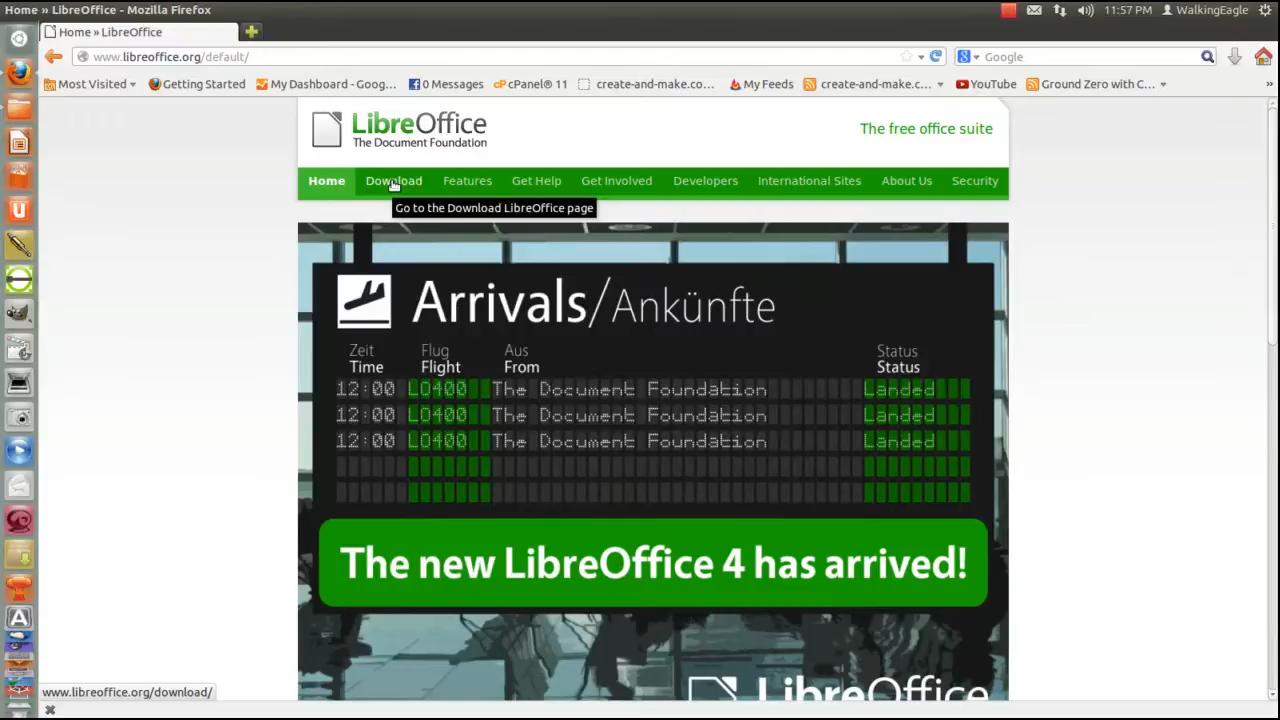 Home » LibreOffice - Mozilla Firefox
11:57 PM WalkingEagle
Home » LibreOffice
www.libreoffice.org/default/
Google
Most Visited Getting Started My Dashboard - Goog... 0 Messages cPanel® 11 create-and-make.co... My Feeds create-and-make.c... YouTube Ground Zero with C... »
LibreOffice
The Document Foundation
The free office suite
Home Download Features Get Help Get Involved Developers International Sites About Us Security
Go to the Download LibreOffice page
Arrivals/Ankünfte
Zeit Flug Aus Status
Time Flight From Status
12:00 LO400 The Document Foundation Landed
12:00 LO400 The Document Foundation Landed
12:00 LO400 The Document Foundation Landed
The new LibreOffice 4 has arrived!
LibreOffice
www.libreoffice.org/download/